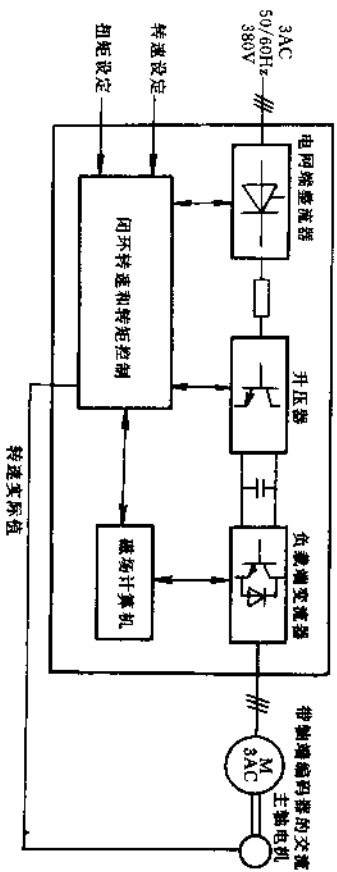 3AC
50/60Hz
380V
电网端整流器
升压器
负载端变流器
带轴端编码器的交流
主轴电机
M
3AC
转速设定
扭矩设定
闭环转速和转矩控制
磁场计算机
转速实际值